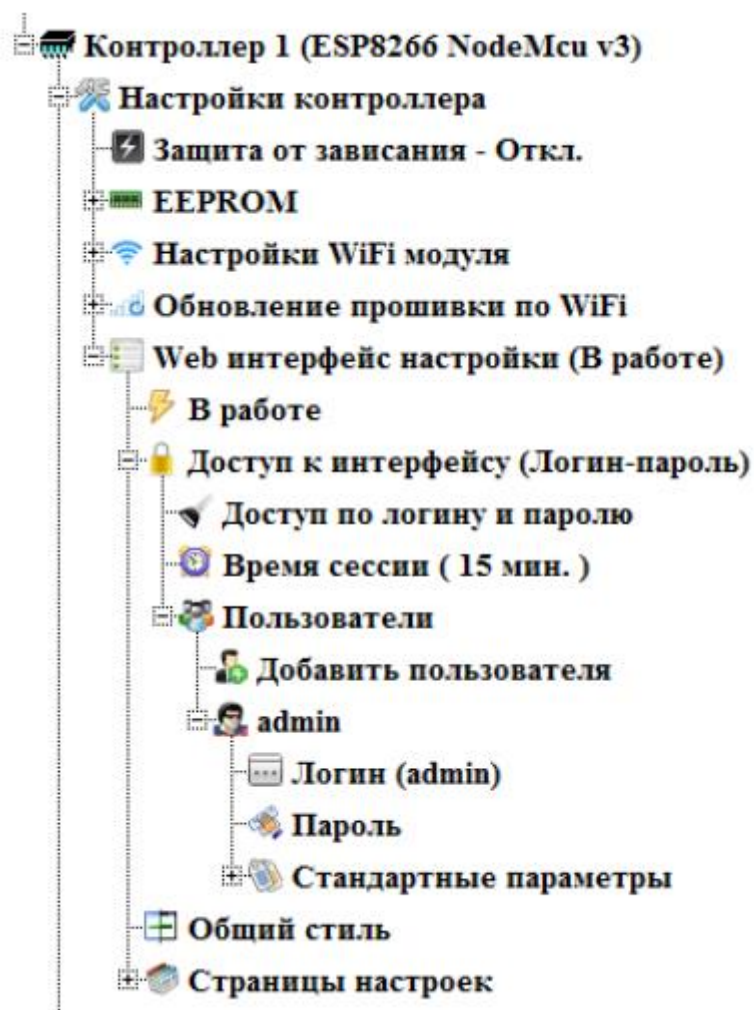 Контроллер 1 (ESP8266 NodeMcu v3)
Настройки контроллера
Защита от зависания - Откл.
EEPROM
Настройки WiFi модуля
Обновление прошивки по WiFi
Web интерфейс настройки (В работе)
В работе
Доступ к интерфейсу (Логин-пароль)
Доступ по логину и паролю
Время сессии ( 15 мин. )
Пользователи
Добавить пользователя
admin
Логин (admin)
Пароль
Стандартные параметры
Общий стиль
Страницы настроек